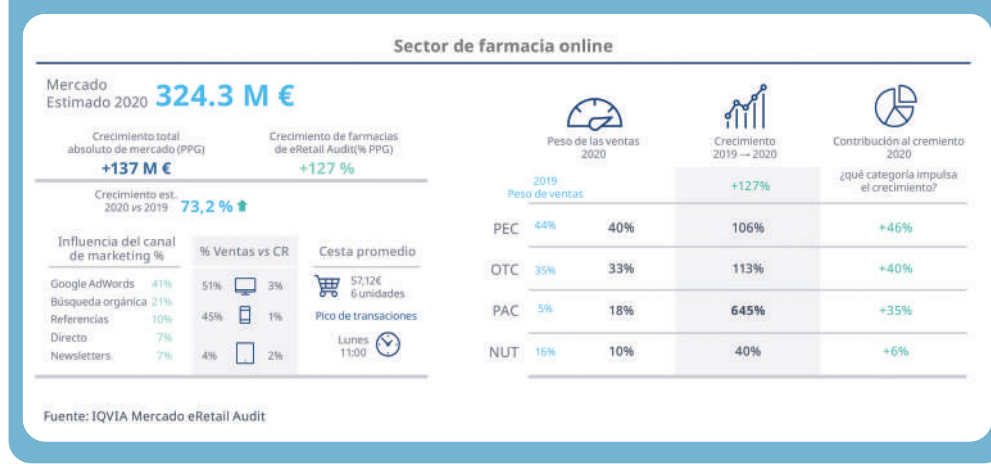 Sector de farmacia online
Mercado
Estimado 2020 324.3 M €
Crecimiento total
absoluto de mercado (PPG)
+137 M €
Crecimiento de farmacias
de eRetail Audit(% PPG)
+127 %
Crecimiento est.
2020 vs 2019 73,2 %
Influencia del canal
de marketing %
Google AdWords 41%
Búsqueda orgánica 21%
Referencias 10%
Directo 7%
Newsletters 7%
% Ventas vs CR
51% 3%
45% 1%
4% 2%
Cesta promedio
57,12€
6 unidades
Pico de transacciones
Lunes
11:00
Peso de las ventas
2020
Crecimiento
2019 → 2020
Contribución al cremiento
2020
2019
Peso de ventas
+127%
¿qué categoría impulsa
el crecimiento?
PEC 44% 40% 106% +46%
OTC 35% 33% 113% +40%
PAC 5% 18% 645% +35%
NUT 16% 10% 40% +6%
Fuente: IQVIA Mercado eRetail Audit